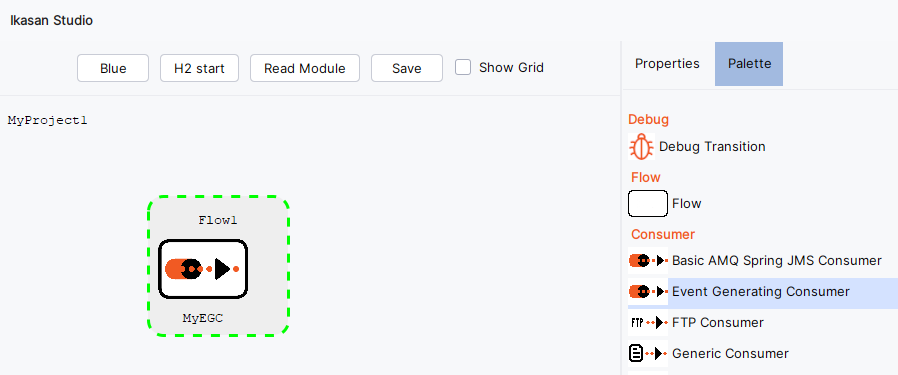 Ikasan Studio
Blue
H2 start
Read Module
Save
Show Grid
Properties
Palette
MyProject1
Flow1
MyEGC
Debug
Debug Transition
Flow
Flow
Consumer
Basic AMQ Spring JMS Consumer
Event Generating Consumer
FTP
FTP Consumer
Generic Consumer